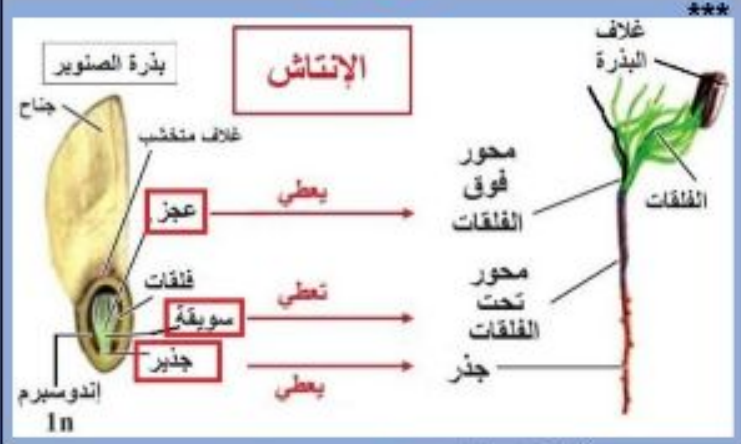 ***
الإنتاش
بذرة الصنوبر
جناح
غلاف متخشب
عجز
يعطي
محور
فوق
الفلقات
غلاف
البذرة
الفلقات
فلقات
سويقة
تعطي
محور
تحت
الفلقات
جذير
يعطي
جذر
إندوسبرم
1n